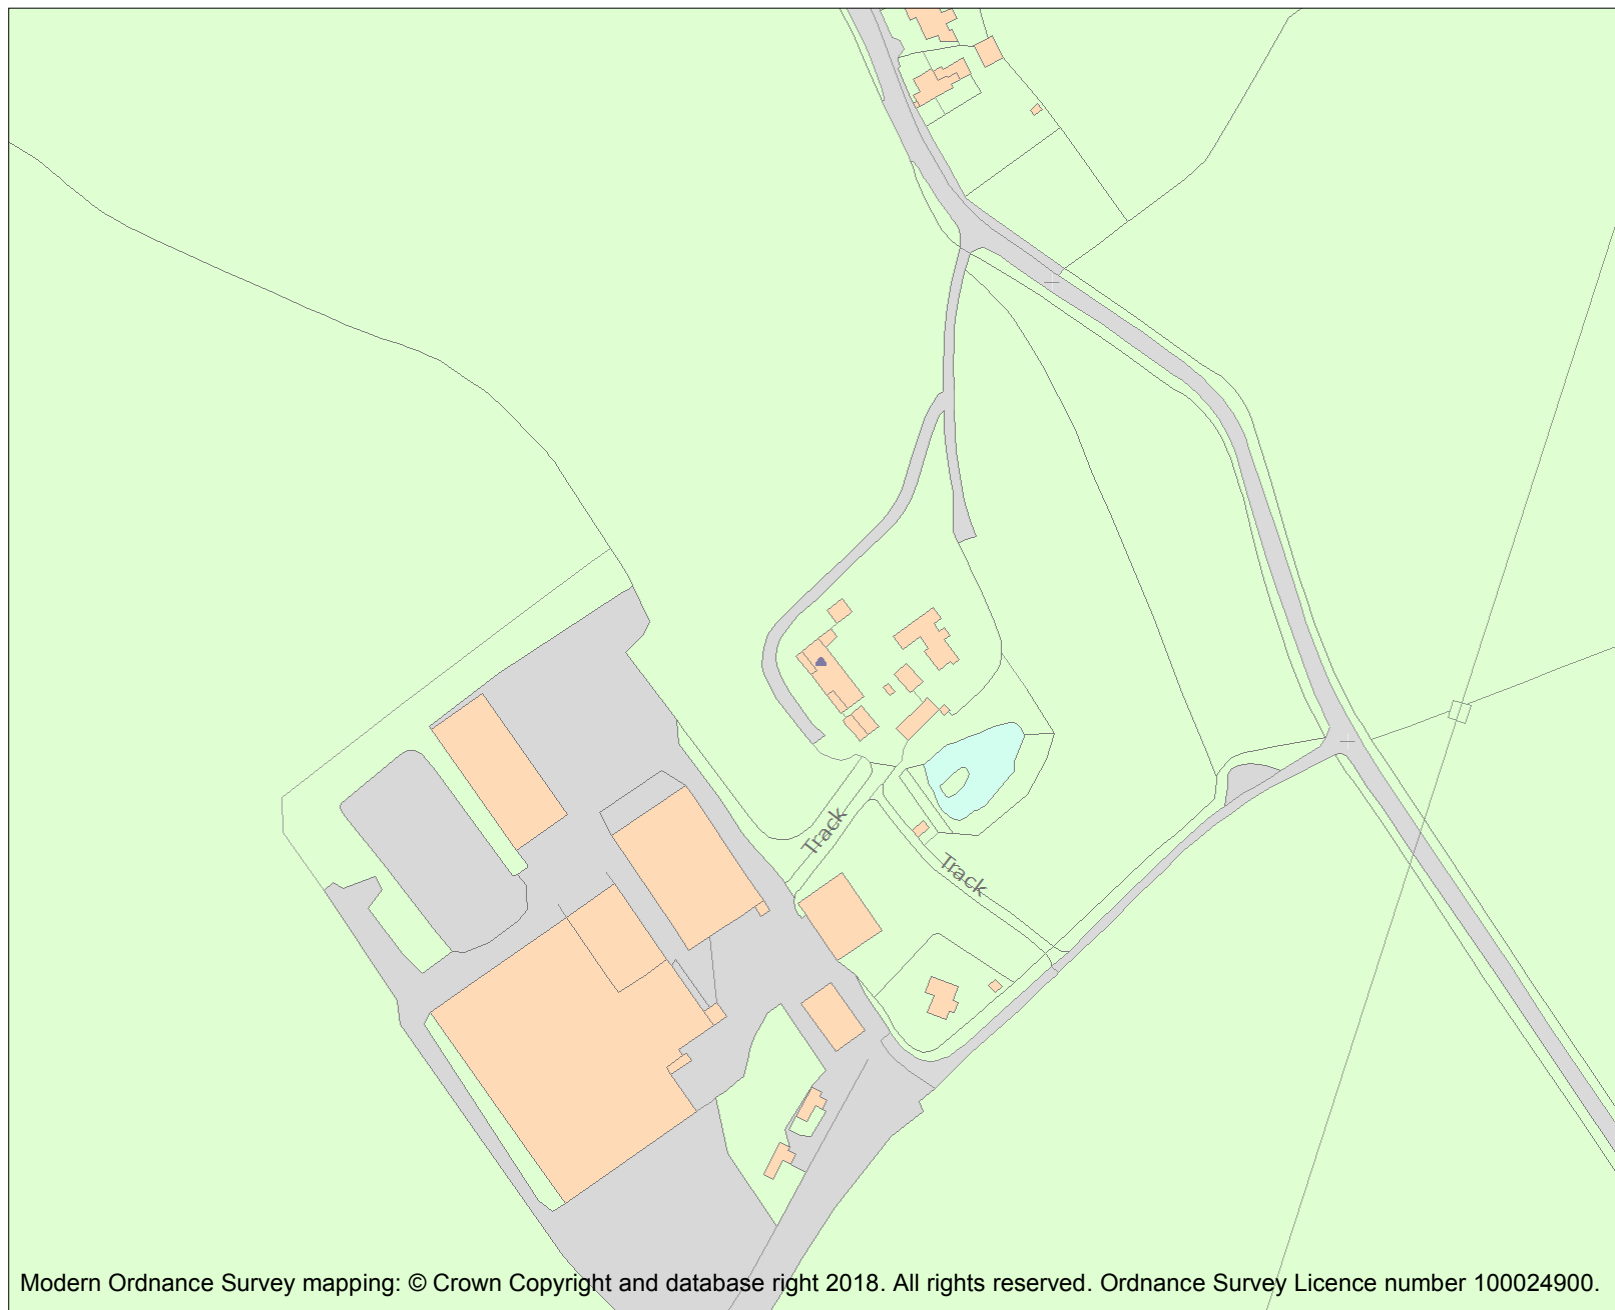 Track
Track
Modern Ordnance Survey mapping: © Crown Copyright and database right 2018. All rights reserved. Ordnance Survey Licence number 100024900.